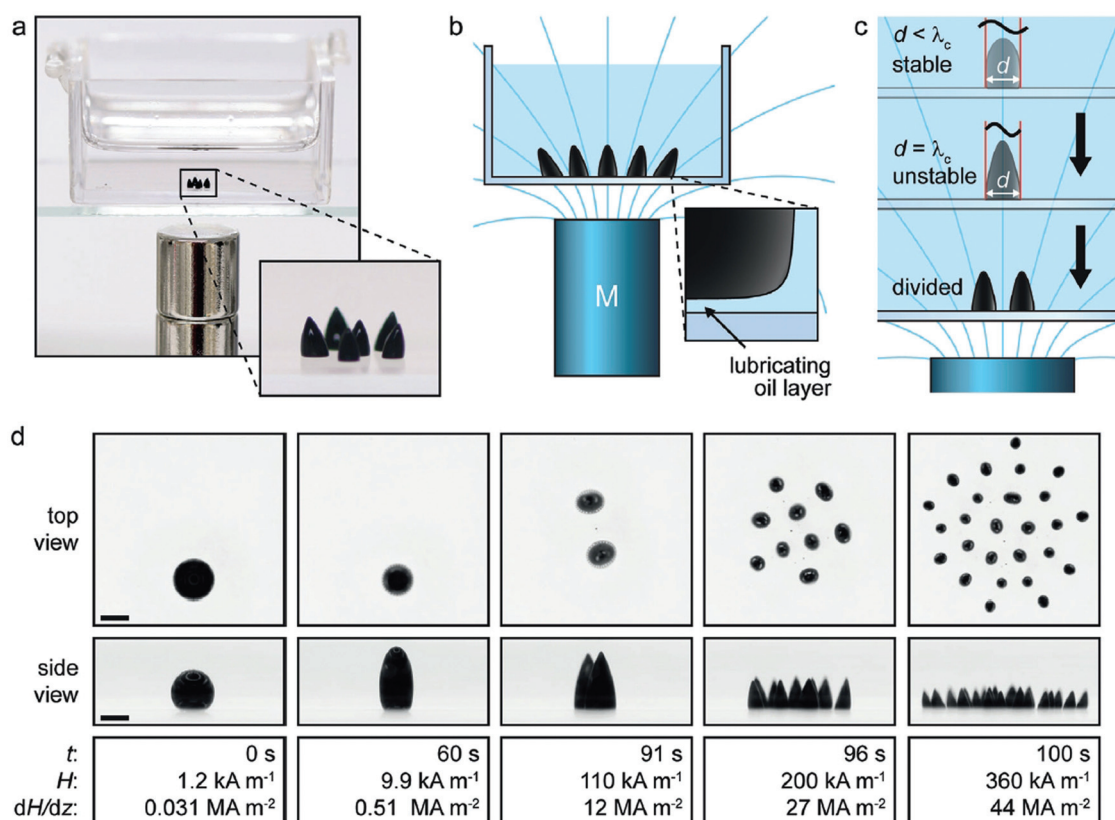 a
b
c
M
lubricating
oil layer
d < λc
stable
d
d = λc
unstable
d
divided
d
top
view
side
view
t: 0 s 60 s 91 s 96 s 100 s
H: 1.2 kA m⁻¹ 9.9 kA m⁻¹ 110 kA m⁻¹ 200 kA m⁻¹ 360 kA m⁻¹
dH/dz: 0.031 MA m⁻² 0.51 MA m⁻² 12 MA m⁻² 27 MA m⁻² 44 MA m⁻²